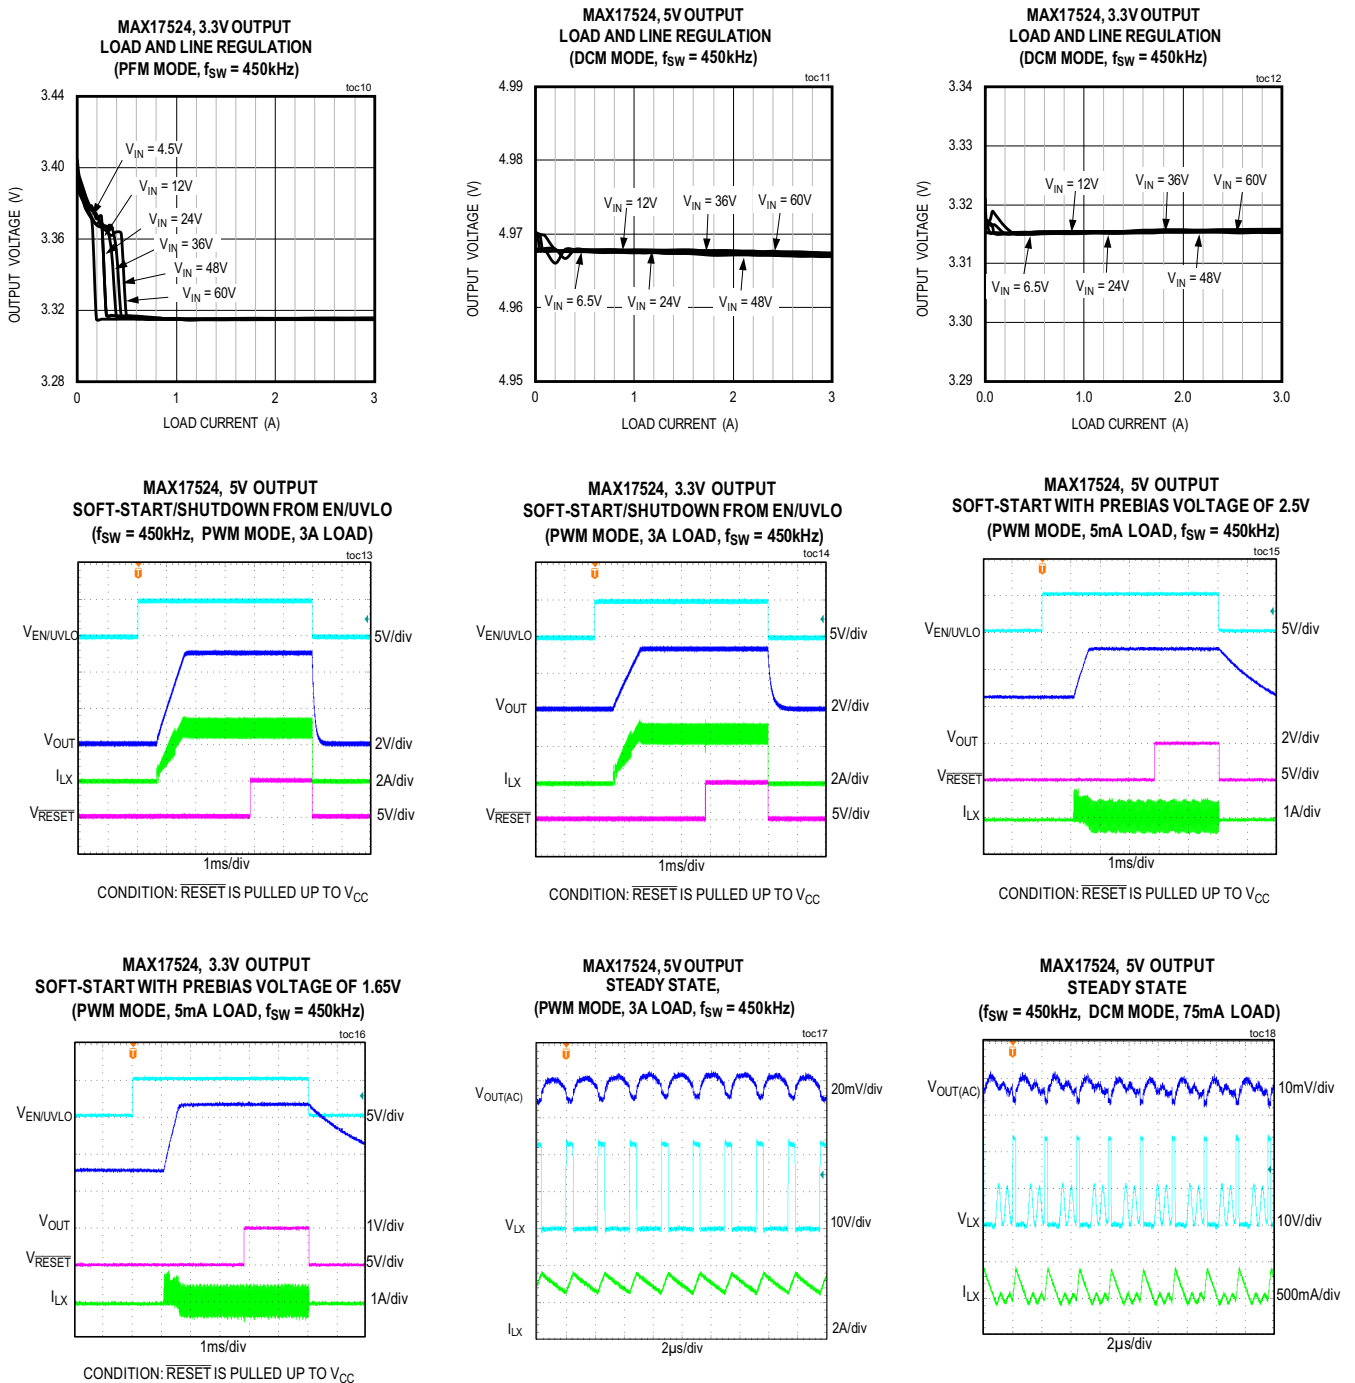 MAX17524, 3.3V OUTPUT
LOAD AND LINE REGULATION
(PFM MODE, fSW = 450kHz)
toc10
3.44
3.40
3.36
3.32
3.28
OUTPUT VOLTAGE (V)
VIN = 4.5V
VIN = 12V
VIN = 24V
VIN = 36V
VIN = 48V
VIN = 60V
0
1
2
3
LOAD CURRENT (A)
MAX17524, 5V OUTPUT
LOAD AND LINE REGULATION
(DCM MODE, fSW = 450kHz)
toc11
4.99
4.98
4.97
4.96
4.95
OUTPUT VOLTAGE (V)
VIN = 12V
VIN = 36V
VIN = 60V
VIN = 6.5V
VIN = 24V
VIN = 48V
0
1
2
3
LOAD CURRENT (A)
MAX17524, 3.3V OUTPUT
LOAD AND LINE REGULATION
(DCM MODE, fSW = 450kHz)
toc12
3.34
3.33
3.32
3.31
3.30
3.29
OUTPUT VOLTAGE (V)
VIN = 12V
VIN = 36V
VIN = 60V
VIN = 6.5V
VIN = 24V
VIN = 48V
0.0
1.0
2.0
3.0
LOAD CURRENT (A)
MAX17524, 5V OUTPUT
SOFT-START/SHUTDOWN FROM EN/UVLO
(fSW = 450kHz, PWM MODE, 3A LOAD)
toc13
T
VEN/UVLO
5V/div
VOUT
2V/div
ILX
2A/div
VRESET
5V/div
1ms/div
CONDITION: RESET IS PULLED UP TO VCC
MAX17524, 3.3V OUTPUT
SOFT-START/SHUTDOWN FROM EN/UVLO
(PWM MODE, 3A LOAD, fSW = 450kHz)
toc14
T
5V/div
VEN/UVLO
VOUT
2V/div
ILX
2A/div
VRESET
5V/div
1ms/div
CONDITION: RESET IS PULLED UP TO VCC
MAX17524, 5V OUTPUT
SOFT-START WITH PREBIAS VOLTAGE OF 2.5V
(PWM MODE, 5mA LOAD, fSW = 450kHz)
toc15
T
VEN/UVLO
5V/div
VOUT
2V/div
VRESET
5V/div
ILX
1A/div
1ms/div
CONDITION: RESET IS PULLED UP TO VCC
MAX17524, 3.3V OUTPUT
SOFT-START WITH PREBIAS VOLTAGE OF 1.65V
(PWM MODE, 5mA LOAD, fSW = 450kHz)
toc16
T
VEN/UVLO
5V/div
VOUT
1V/div
VRESET
5V/div
ILX
1A/div
1ms/div
CONDITION: RESET IS PULLED UP TO VCC
MAX17524, 5V OUTPUT
STEADY STATE,
(PWM MODE, 3A LOAD, fSW = 450kHz)
toc17
T
VOUT(AC)
20mV/div
VLX
10V/div
ILX
2A/div
2µs/div
MAX17524, 5V OUTPUT
STEADY STATE
(fSW = 450kHz, DCM MODE, 75mA LOAD)
toc18
T
VOUT(AC)
10mV/div
VLX
10V/div
ILX
500mA/div
2µs/div